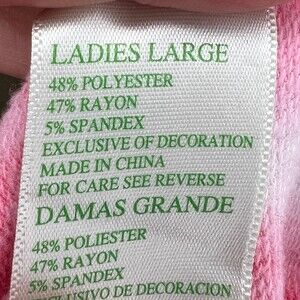 LADIES LARGE
48% POLYESTER
47% RAYON
5% SPANDEX
EXCLUSIVE OF DECORATION
MADE IN CHINA
FOR CARE SEE REVERSE
DAMAS GRANDE
48% POLIESTER
47% RAYON
5% SPANDEX
EXCLUSIVO DE DECORACION